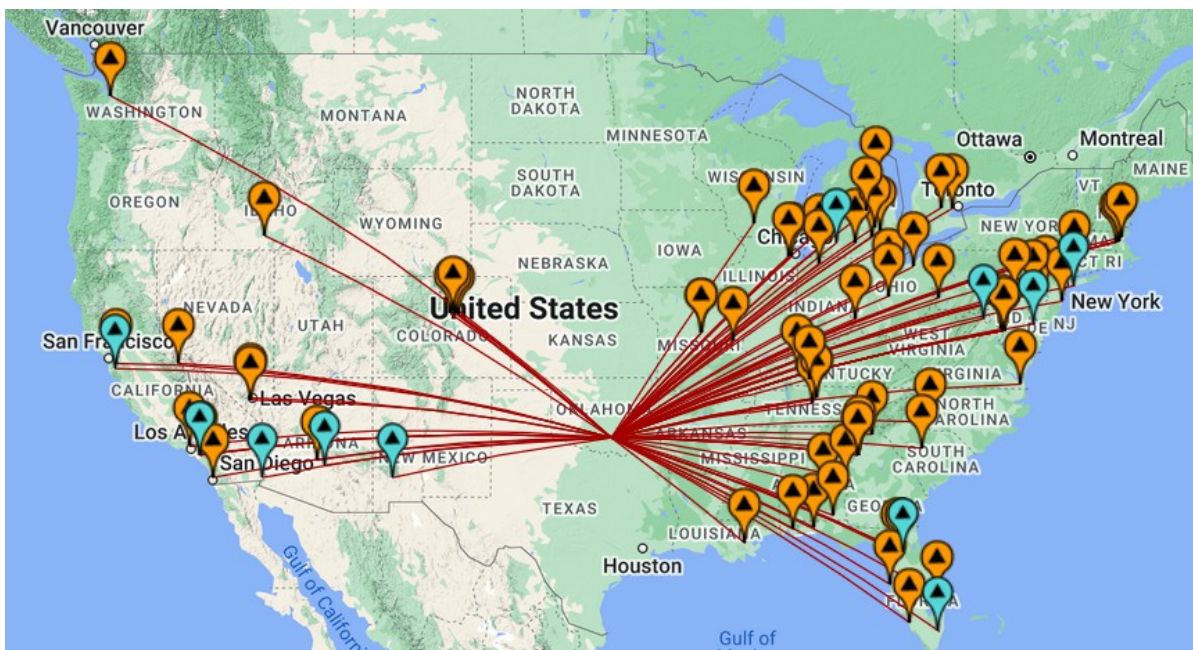 Vancouver
WASHINGTON
MONTANA
NORTH
DAKOTA
MINNESOTA
Ottawa
Montreal
MAINE
OREGON
IDAHO
SOUTH
DAKOTA
WISCONSIN
Toronto
VT
WYOMING
NEW YORK
IOWA
CT RI
NEBRASKA
ILLINOIS
INDIANA
OHIO
NEVADA
UTAH
United States
COLORADO
KANSAS
MISSOURI
WEST
VIRGINIA
MD
DE
NJ
New York
San Francisco
CALIFORNIA
Las Vegas
KENTUCKY
VIRGINIA
Los Angeles
ARIZONA
NEW MEXICO
OKLAHOMA
ARKANSAS
TENNESSEE
NORTH
CAROLINA
San Diego
MISSISSIPPI
SOUTH
CAROLINA
TEXAS
LOUISIANA
GEORGIA
Houston
Gulf of California
FLORIDA
Gulf of